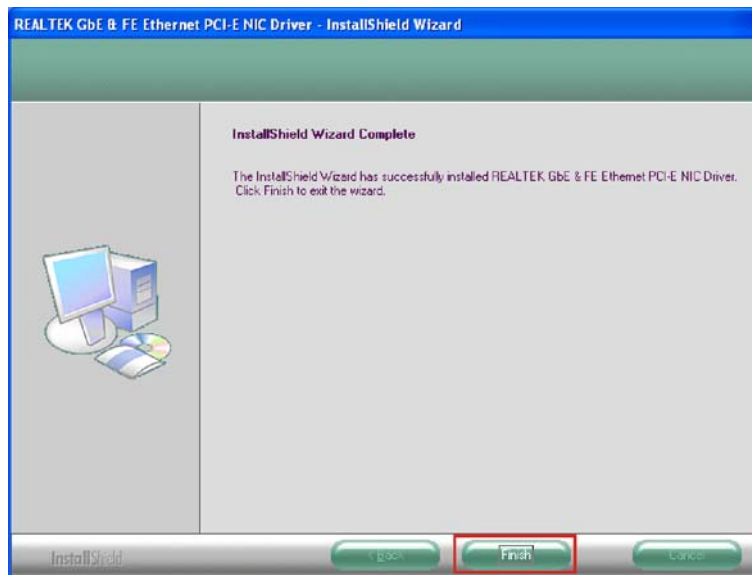 REALTEK GbE & FE Ethernet PCI-E NIC Driver - InstallShield Wizard
InstallShield Wizard Complete
The InstallShield Wizard has successfully installed REALTEK GbE & FE Ethernet PCI-E NIC Driver.
Click Finish to exit the wizard.
InstallShield
< Back
Finish
Cancel